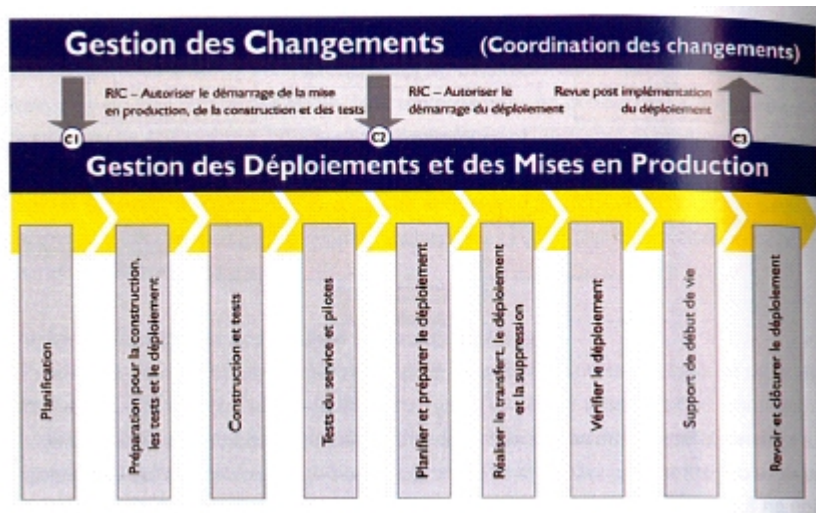 Gestion des Changements (Coordination des changements)
RfC – Autoriser le démarrage de la mise
en production, de la construction et des tests
RfC – Autoriser le
démarrage du déploiement
Revue post implémentation
du déploiement
C1
C2
C3
Gestion des Déploiements et des Mises en Production
Planification
Préparation pour la construction,
les tests et le déploiement
Construction et tests
Tests du service et pilotes
Planifier et préparer le déploiement
Réaliser le transfert, le déploiement
et la suppression
Vérifier le déploiement
Support de début de vie
Revoir et clôturer le déploiement